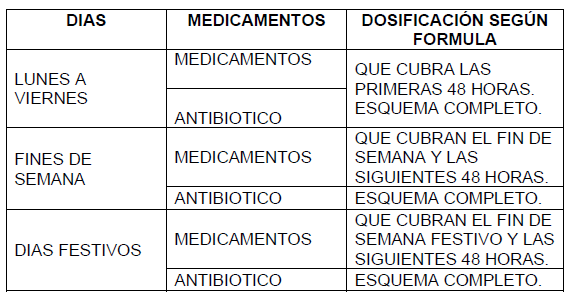 DIAS MEDICAMENTOS DOSIFICACIÓN SEGÚN
FORMULA
LUNES A
VIERNES
MEDICAMENTOS
ANTIBIOTICO
QUE CUBRA LAS
PRIMERAS 48 HORAS.
ESQUEMA COMPLETO.
FINES DE
SEMANA
MEDICAMENTOS
QUE CUBRAN EL FIN DE
SEMANA Y LAS
SIGUIENTES 48 HORAS.
ANTIBIOTICO ESQUEMA COMPLETO.
DIAS FESTIVOS
MEDICAMENTOS
QUE CUBRAN EL FIN DE
SEMANA FESTIVO Y LAS
SIGUIENTES 48 HORAS.
ANTIBIOTICO ESQUEMA COMPLETO.